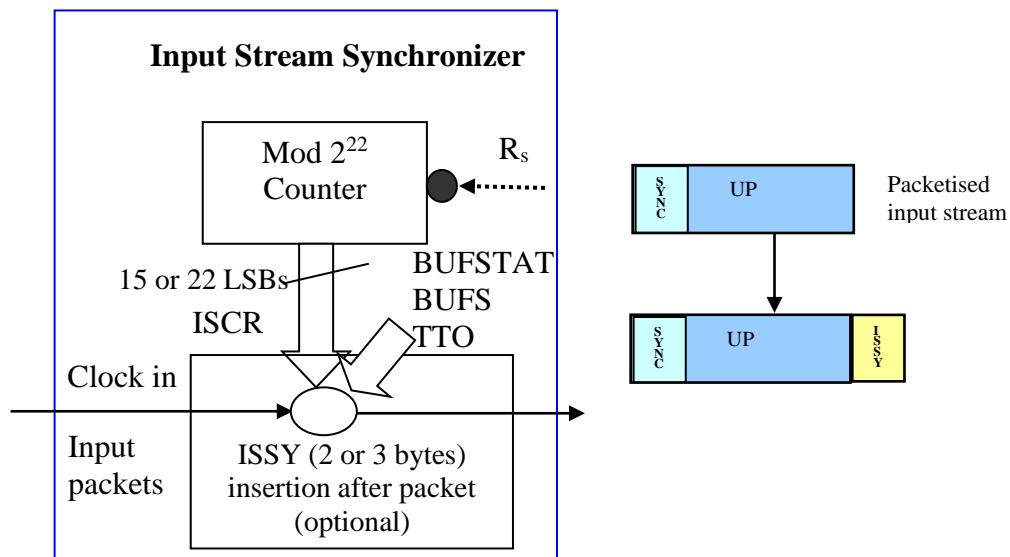 Input Stream Synchronizer
Mod 2²²
Counter
Rₛ
15 or 22 LSBs
ISCR
BUFSTAT
BUFS
TTO
Clock in
Input
packets
ISSY (2 or 3 bytes)
insertion after packet
(optional)
SYNC
UP
Packetised
input stream
SYNC
UP
ISSY